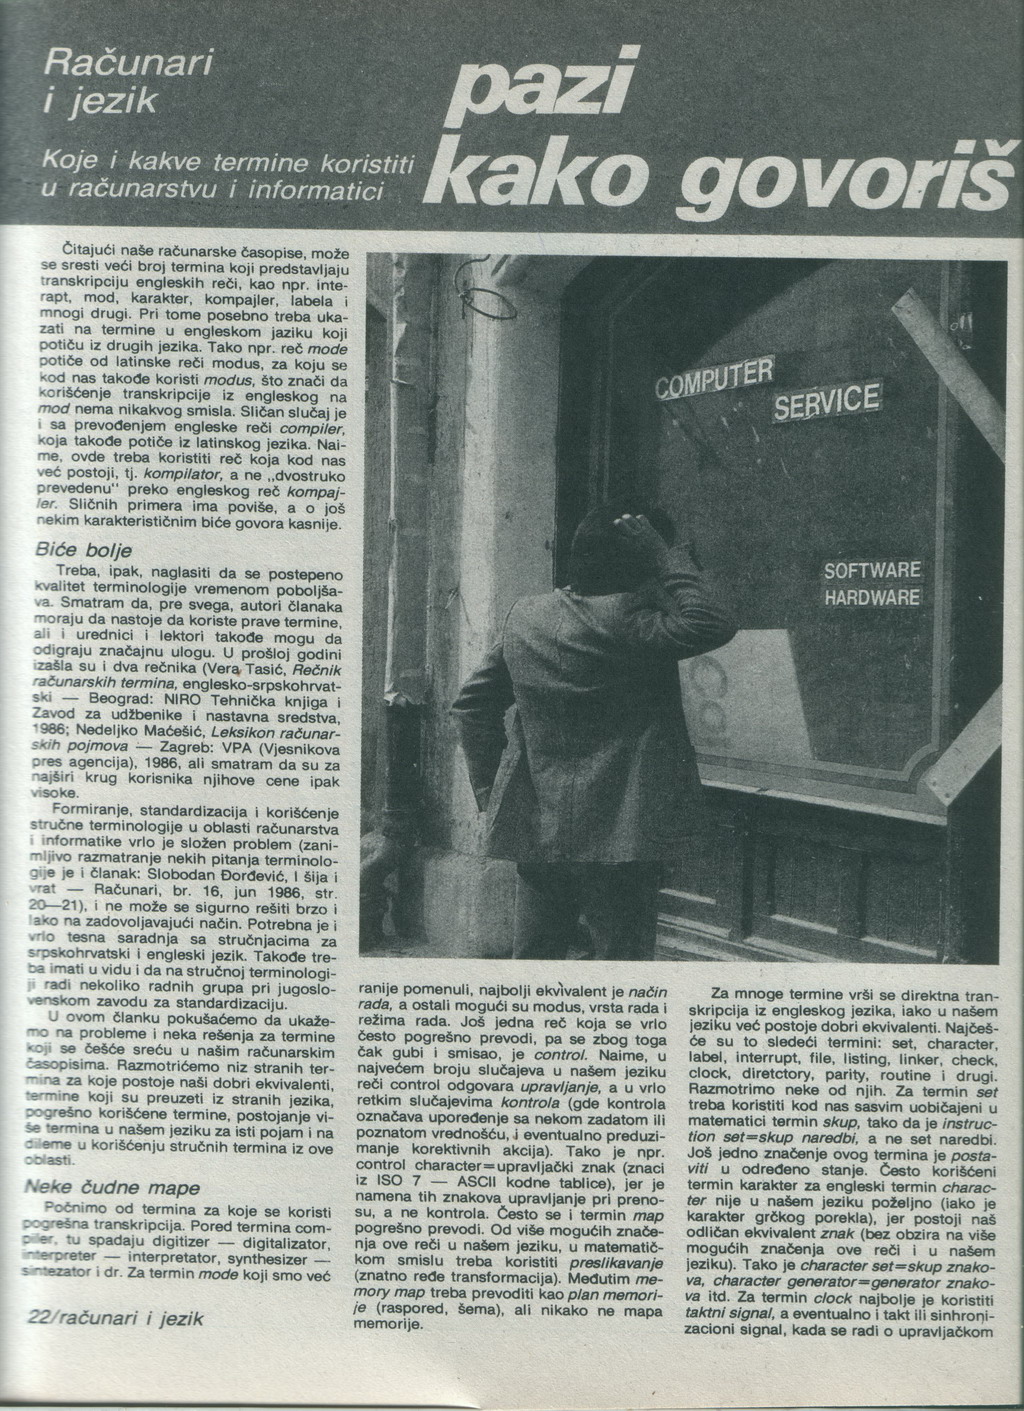 Računari
i jezik
Koje i kakve termine koristiti
u računarstvu i informatici
pazi
kako govoriš
Čitajući naše računarske časopise, može
se sresti veći broj termina koji predstavljaju
transkripciju engleskih reči, kao npr. inte-
rapt, mod, karakter, kompajler, labela i
mnogi drugi. Pri tome posebno treba uka-
zati na termine u engleskom jaziku koji
potiču iz drugih jezika. Tako npr. reč mode
potiče od latinske reči modus, za koju se
kod nas takođe koristi modus, što znači da
korišćenje transkripcije iz engleskog na
mod nema nikakvog smisla. Sličan slučaj je
i sa prevođenjem engleske reči compiler,
koja takođe potiče iz latinskog jezika. Nai-
me, ovde treba koristiti reč koja kod nas
već postoji, tj. kompilator, a ne „dvostruko
prevedenu" preko engleskog reč kompaj-
ler. Sličnih primera ima poviše, a o još
nekim karakterističnim biće govora kasnije.
Biće bolje
Treba, ipak, naglasiti da se postepeno
kvalitet terminologije vremenom poboljša-
va. Smatram da, pre svega, autori članaka
moraju da nastoje da koriste prave termine,
ali i urednici i lektori takođe mogu da
odigraju značajnu ulogu. U prošloj godini
izašla su i dva rečnika (Vera Tasić, Rečnik
računarskih termina, englesko-srpskohrvat-
ski — Beograd: NIRO Tehnička knjiga i
Zavod za udžbenike i nastavna sredstva,
1986; Nedeljko Maćešić, Leksikon računar-
skih pojmova — Zagreb: VPA (Vjesnikova
pres agencija), 1986, ali smatram da su za
najširi krug korisnika njihove cene ipak
visoke.
Formiranje, standardizacija i korišćenje
stručne terminologije u oblasti računarstva
i informatike vrlo je složen problem (zani-
mljivo razmatranje nekih pitanja terminolo-
gije je i članak: Slobodan Đorđević, I šija i
vrat — Računari, br. 16, jun 1986, str.
20—21), i ne može se sigurno rešiti brzo i
lako na zadovoljavajući način. Potrebna je i
vrlo tesna saradnja sa stručnjacima za
srpskohrvatski i engleski jezik. Takođe tre-
ba imati u vidu i da na stručnoj terminologi-
ji radi nekoliko radnih grupa pri jugoslo-
venskom zavodu za standardizaciju.
U ovom članku pokušaćemo da ukaže-
mo na probleme i neka rešenja za termine
koji se češće sreću u našim računarskim
časopisima. Razmotrićemo niz stranih ter-
mina za koje postoje naši dobri ekvivalenti,
termine koji su preuzeti iz stranih jezika,
pogrešno korišćene termine, postojanje vi-
še termina u našem jeziku za isti pojam i na
dileme u korišćenju stručnih termina iz ove
oblasti.
Neke čudne mape
Počnimo od termina za koje se koristi
pogrešna transkripcija. Pored termina com-
piler, tu spadaju digitizer — digitalizator,
interpreter — interpretator, synthesizer —
sintezator i dr. Za termin mode koji smo već
22/računari i jezik
COMPUTER
SERVICE
SOFTWARE
HARDWARE
ranije pomenuli, najbolji ekvivalent je način
rada, a ostali mogući su modus, vrsta rada i
režima rada. Još jedna reč koja se vrlo
često pogrešno prevodi, pa se zbog toga
čak gubi i smisao, je control. Naime, u
najvećem broju slučajeva u našem jeziku
reči control odgovara upravljanje, a u vrlo
retkim slučajevima kontrola (gde kontrola
označava upoređenje sa nekom zadatom ili
poznatom vrednošću, i eventualno preduzi-
manje korektivnih akcija). Tako je npr.
control character=upravljački znak (znaci
iz ISO 7 — ASCII kodne tablice), jer je
namena tih znakova upravljanje pri preno-
su, a ne kontrola. Često se i termin map
pogrešno prevodi. Od više mogućih znače-
nja ove reči u našem jeziku, u matematič-
kom smislu treba koristiti preslikavanje
(znatno ređe transformacija). Međutim me-
mory map treba prevoditi kao plan memori-
je (raspored, šema), ali nikako ne mapa
memorije.
Za mnoge termine vrši se direktna tran-
skripcija iz engleskog jezika, iako u našem
jeziku već postoje dobri ekvivalenti. Najčeš-
će su to sledeći termini: set, character,
label, interrupt, file, listing, linker, check,
clock, diretctory, parity, routine i drugi.
Razmotrimo neke od njih. Za termin set
treba koristiti kod nas sasvim uobičajeni u
matematici termin skup, tako da je instruc-
tion set=skup naredbi, a ne set naredbi.
Još jedno značenje ovog termina je posta-
viti u određeno stanje. Često korišćeni
termin karakter za engleski termin charac-
ter nije u našem jeziku poželjno (iako je
karakter grčkog porekla), jer postoji naš
odličan ekvivalent znak (bez obzira na više
mogućih značenja ove reči i u našem
jeziku). Tako je character set=skup znako-
va, character generator=generator znako-
va itd. Za termin clock najbolje je koristiti
taktni signal, a eventualno i takt ili sinhroni-
zacioni signal, kada se radi o upravljačkom